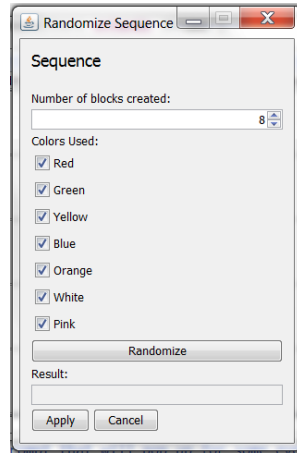 Randomize Sequence
Sequence
Number of blocks created:
8
Colors Used:
Red
Green
Yellow
Blue
Orange
White
Pink
Randomize
Result:
Apply Cancel